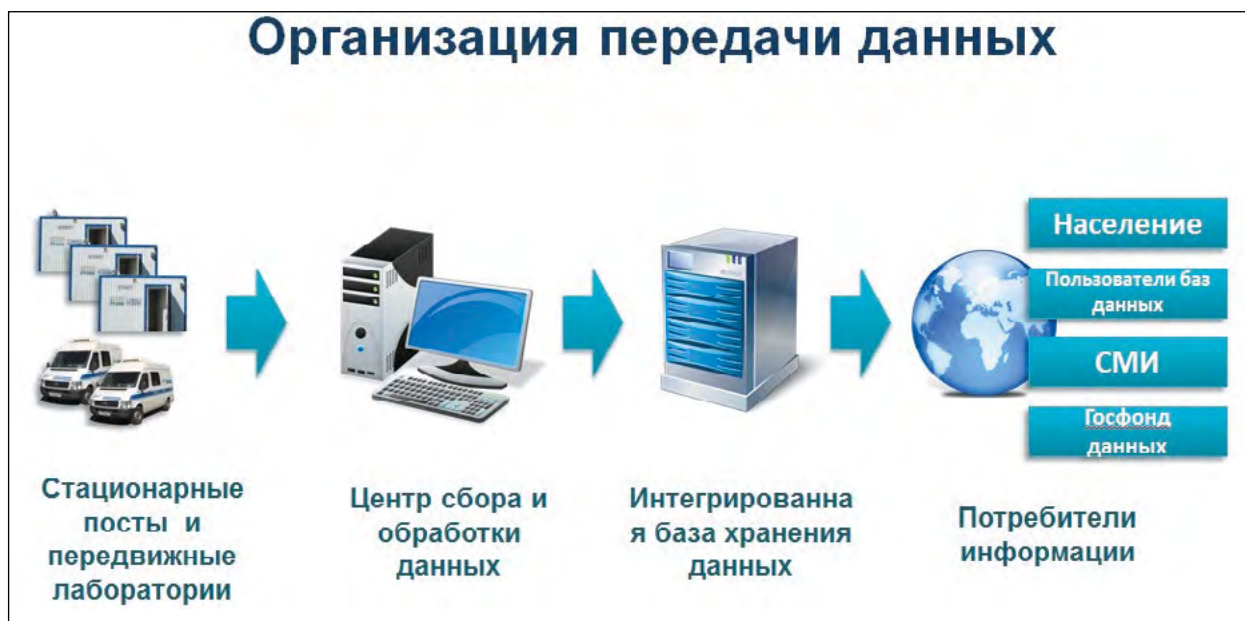 Организация передачи данных
Население
Пользователи баз
данных
СМИ
Госфонд
данных
Стационарные
посты и
передвижные
лаборатории
Центр сбора и
обработки
данных
Интегрированна
я база хранения
данных
Потребители
информации